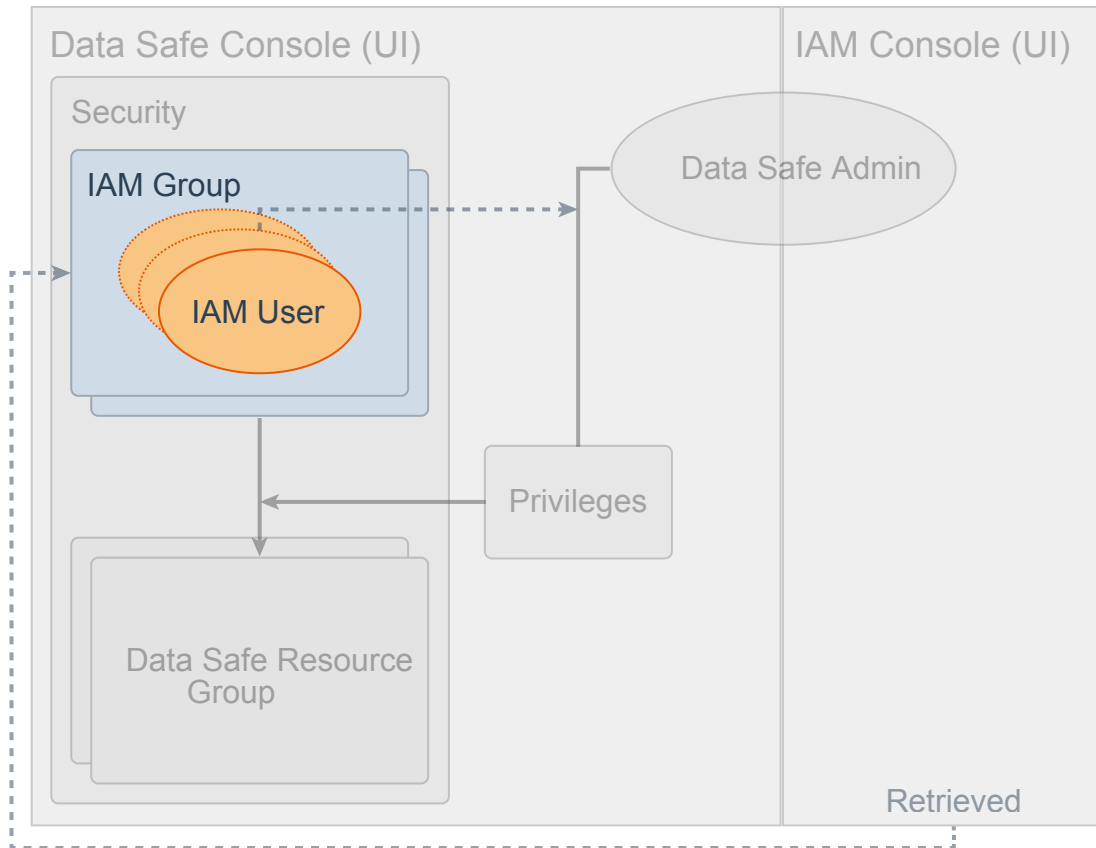 Data Safe Console (UI)
IAM Console (UI)
Security
Data Safe Admin
IAM Group
IAM User
Privileges
Data Safe Resource
Group
Retrieved